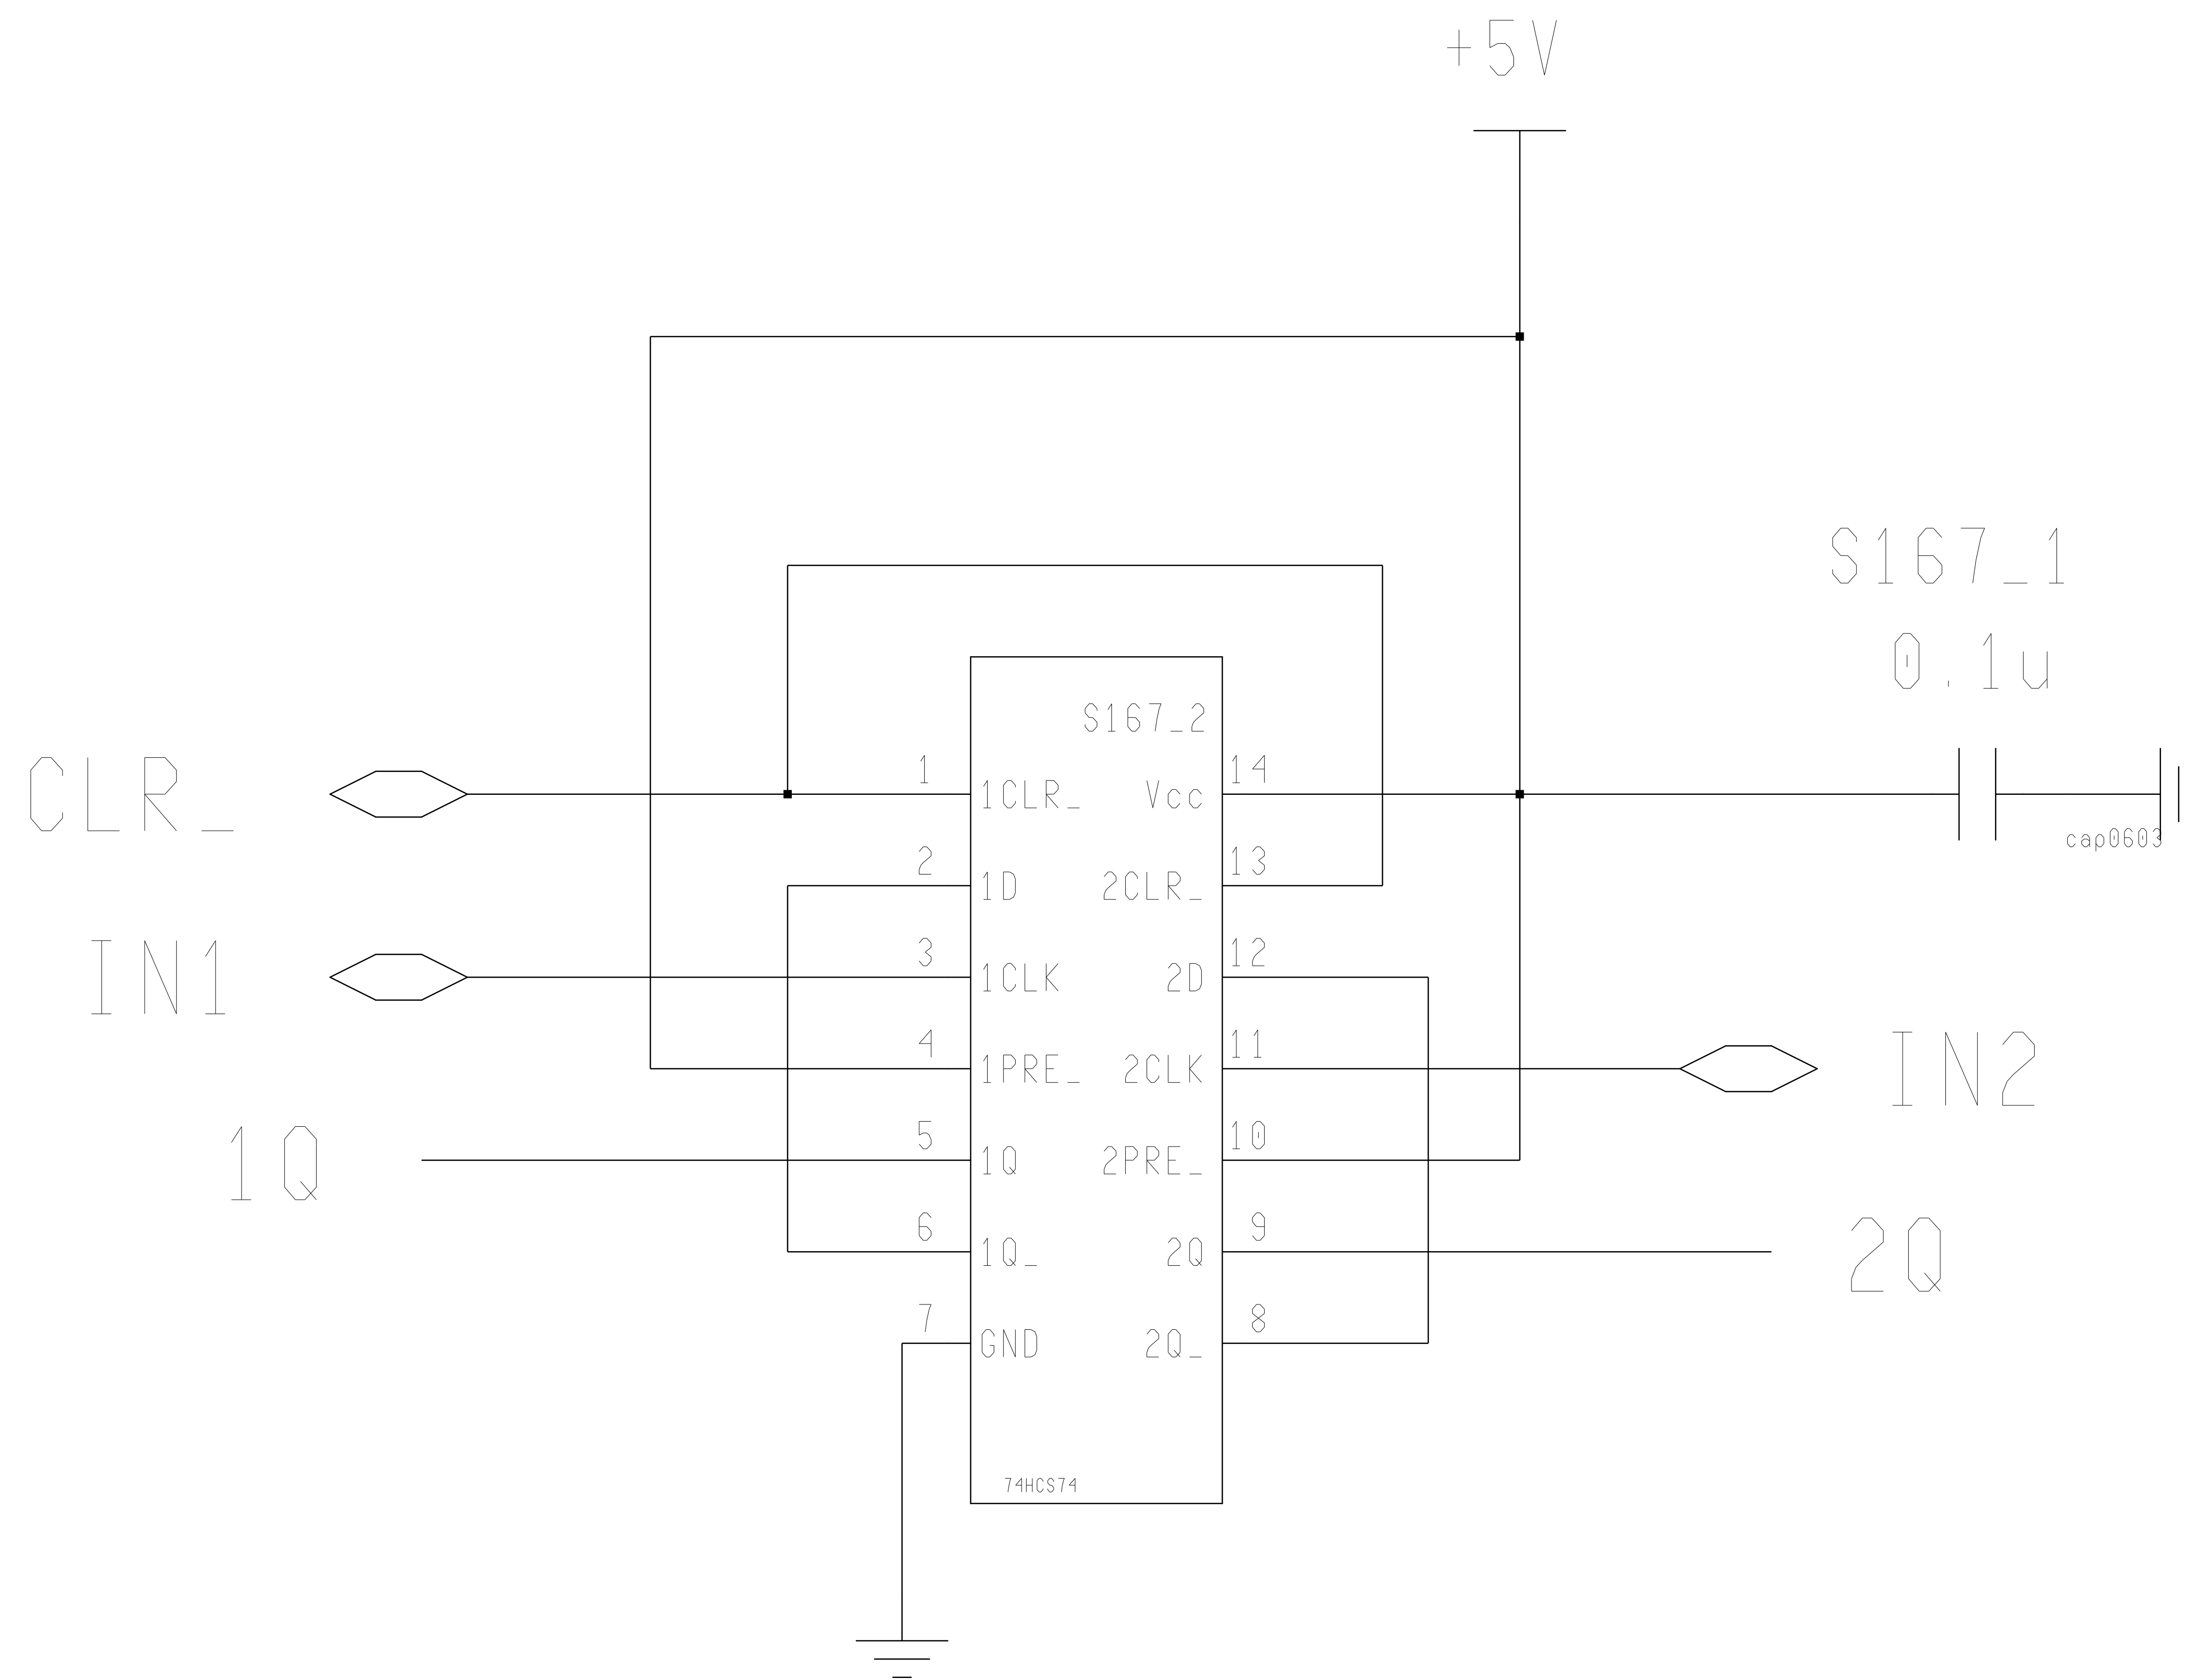 +5V
S167_1
0.1u
cap0603
S167_2
CLR_ 1 1CLR_ Vcc 14
2 1D 2CLR_ 13
IN1 3 1CLK 2D 12
4 1PRE_ 2CLK 11 IN2
1Q 5 1Q 2PRE_ 10
6 1Q_ 2Q 9 2Q
7 GND 2Q_ 8
74HCS74